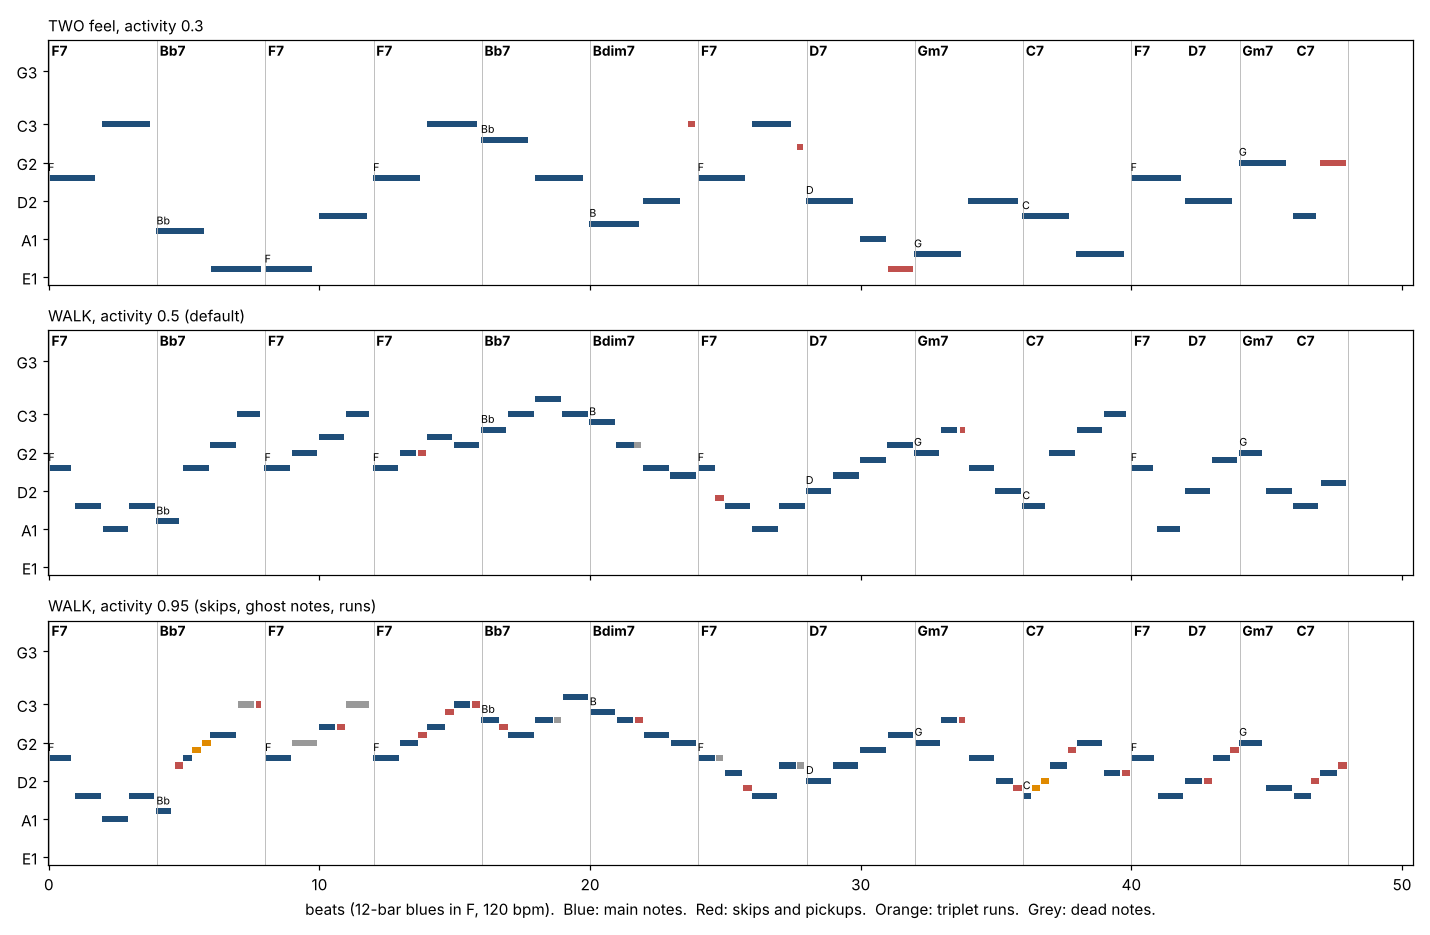 TWO feel, activity 0.3
F7 Bb7 F7 F7 Bb7 Bdim7 F7 D7 Gm7 C7 F7 D7 Gm7 C7
G3
C3
G2
D2
A1
E1
F Bb F F Bb B F D G C F G
WALK, activity 0.5 (default)
F7 Bb7 F7 F7 Bb7 Bdim7 F7 D7 Gm7 C7 F7 D7 Gm7 C7
G3
C3
G2
D2
A1
E1
F Bb F F Bb B F D G C F G
WALK, activity 0.95 (skips, ghost notes, runs)
F7 Bb7 F7 F7 Bb7 Bdim7 F7 D7 Gm7 C7 F7 D7 Gm7 C7
G3
C3
G2
D2
A1
E1
F Bb F F Bb B F D G C F G
0 10 20 30 40 50
beats (12-bar blues in F, 120 bpm). Blue: main notes. Red: skips and pickups. Orange: triplet runs. Grey: dead notes.